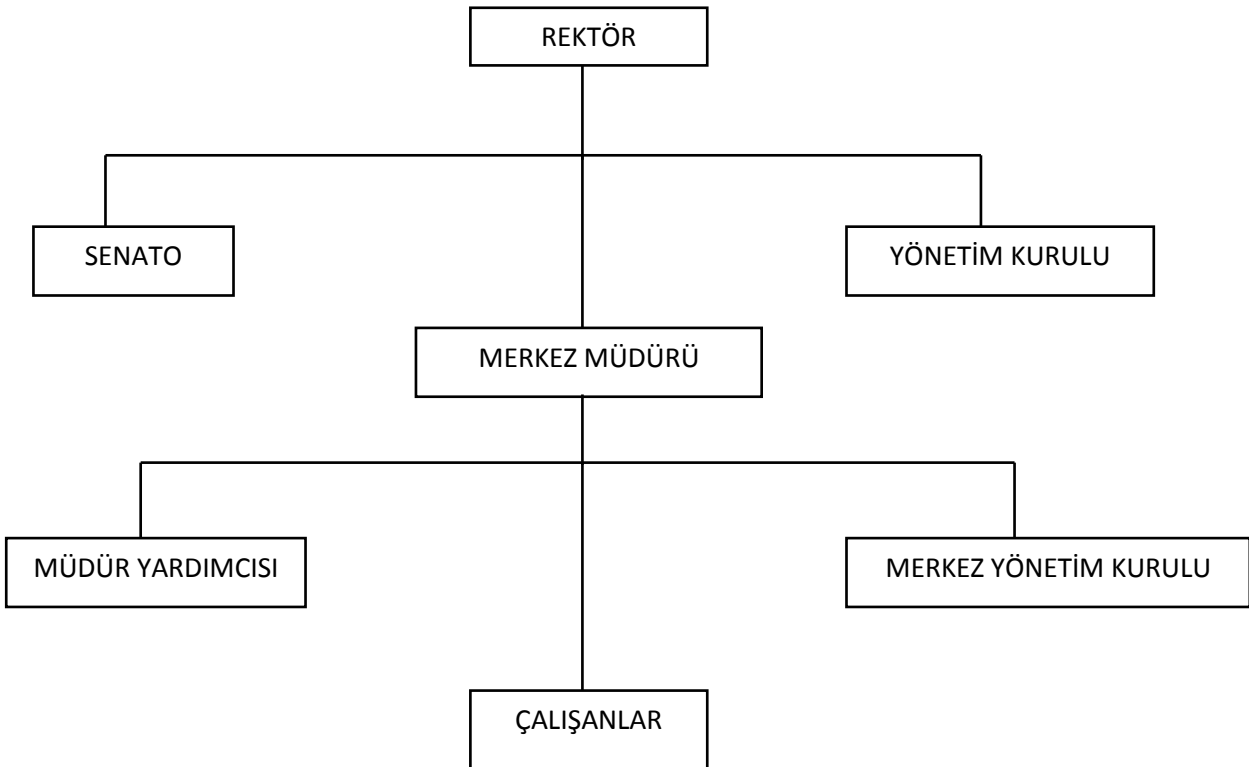 REKTÖR
SENATO
YÖNETİM KURULU
MERKEZ MÜDÜRÜ
MÜDÜR YARDIMCISI
MERKEZ YÖNETİM KURULU
ÇALIŞANLAR